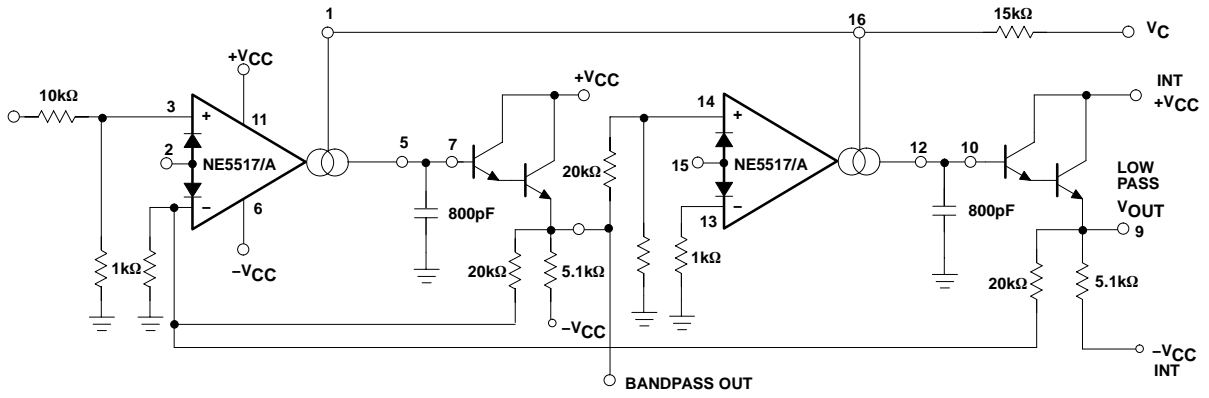 1
16
15kΩ
VC
+VCC
10kΩ
3
+
11
2
NE5517/A
–
6
–VCC
1kΩ
5
7
800pF
+VCC
20kΩ
20kΩ
5.1kΩ
–VCC
BANDPASS OUT
14
+
15
NE5517/A
–
13
1kΩ
12
10
800pF
INT
+VCC
LOW
PASS
VOUT
9
20kΩ
5.1kΩ
–VCC
INT